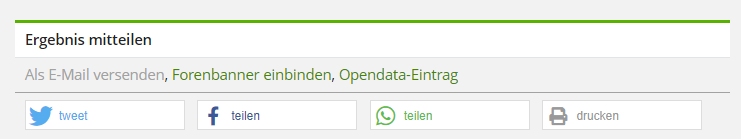 Ergebnis mitteilen
Als E-Mail versenden, Forenbanner einbinden, Opendata-Eintrag
tweet teilen teilen drucken